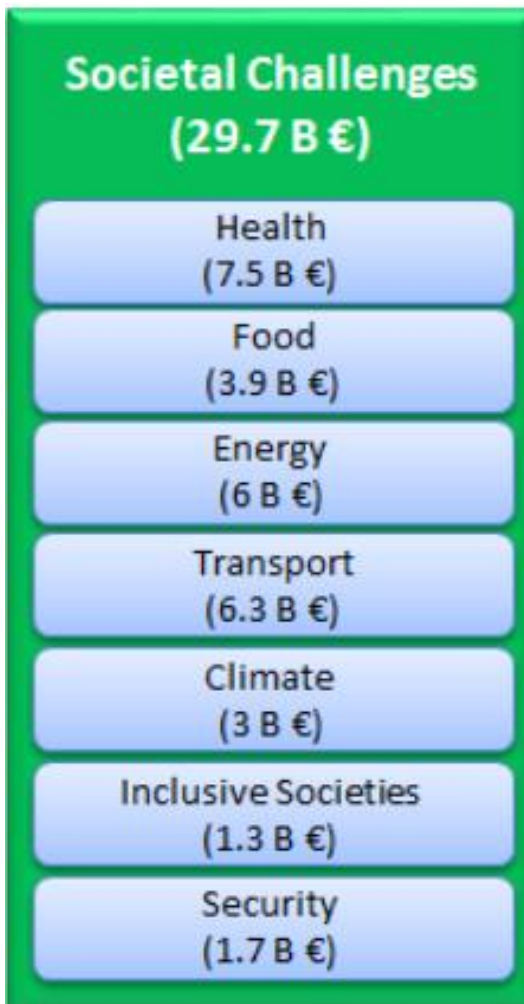 Societal Challenges
(29.7 B €)
Health
(7.5 B €)
Food
(3.9 B €)
Energy
(6 B €)
Transport
(6.3 B €)
Climate
(3 B €)
Inclusive Societies
(1.3 B €)
Security
(1.7 B €)